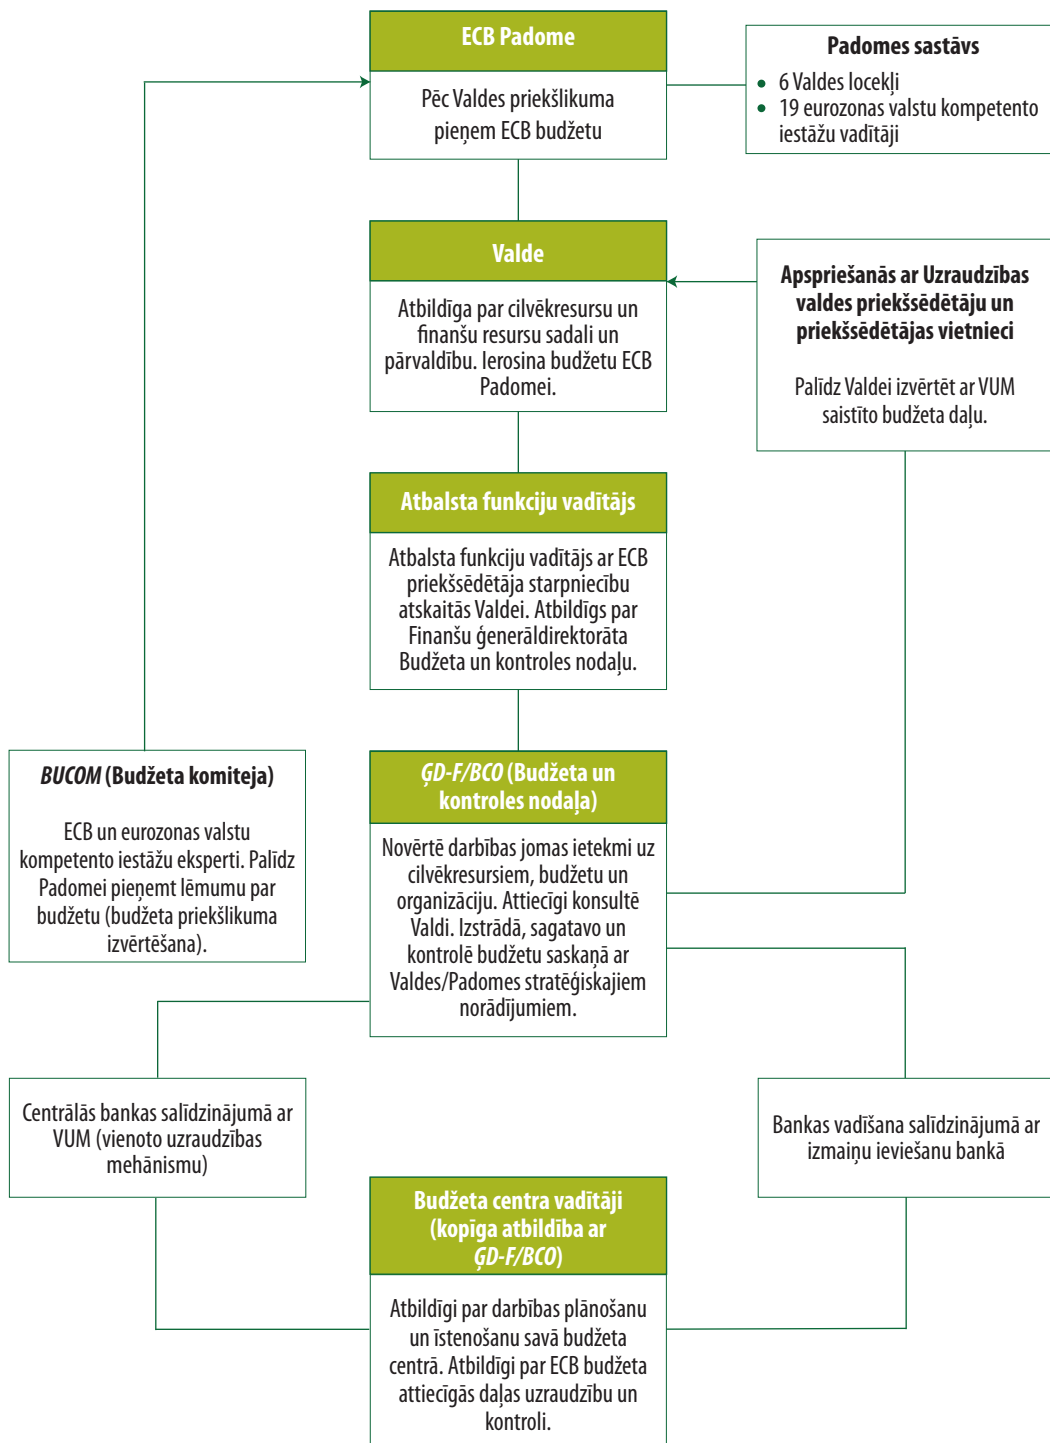 ECB Padome
Pēc Valdes priekšlikuma
pieņem ECB budžetu
Padomes sastāvs
• 6 Valdes locekļi
• 19 eurozonas valstu kompetento
iestāžu vadītāji
Valde
Atbildīga par cilvēkresursu un
finanšu resursu sadali un
pārvaldību. Ierosina budžetu ECB
Padomei.
Apspriešanās ar Uzraudzības
valdes priekšsēdētāju un
priekšsēdētājas vietnieci
Palīdz Valdei izvērtēt ar VUM
saistīto budžeta daļu.
Atbalsta funkciju vadītājs
Atbalsta funkciju vadītājs ar ECB
priekšsēdētāja starpniecību
atskaitās Valdei. Atbildīgs par
Finanšu ģenerāldirektorāta
Budžeta un kontroles nodaļu.
BUCOM (Budžeta komiteja)
ECB un eurozonas valstu
kompetento iestāžu eksperti. Palīdz
Padomei pieņemt lēmumu par
budžetu (budžeta priekšlikuma
izvērtēšana).
ĢD-F/BCO (Budžeta un
kontroles nodaļa)
Novērtē darbības jomas ietekmi uz
cilvēkresursiem, budžetu un
organizāciju. Attiecīgi konsultē
Valdi. Izstrādā, sagatavo un
kontrolē budžetu saskaņā ar
Valdes/Padomes stratēģiskajiem
norādījumiem.
Centrālās bankas salīdzinājumā ar
VUM (vienoto uzraudzības
mehānismu)
Bankas vadīšana salīdzinājumā ar
izmaiņu ieviešanu bankā
Budžeta centra vadītāji
(kopīga atbildība ar
ĢD-F/BCO)
Atbildīgi par darbības plānošanu
un īstenošanu savā budžeta
centrā. Atbildīgi par ECB budžeta
attiecīgās daļas uzraudzību un
kontroli.